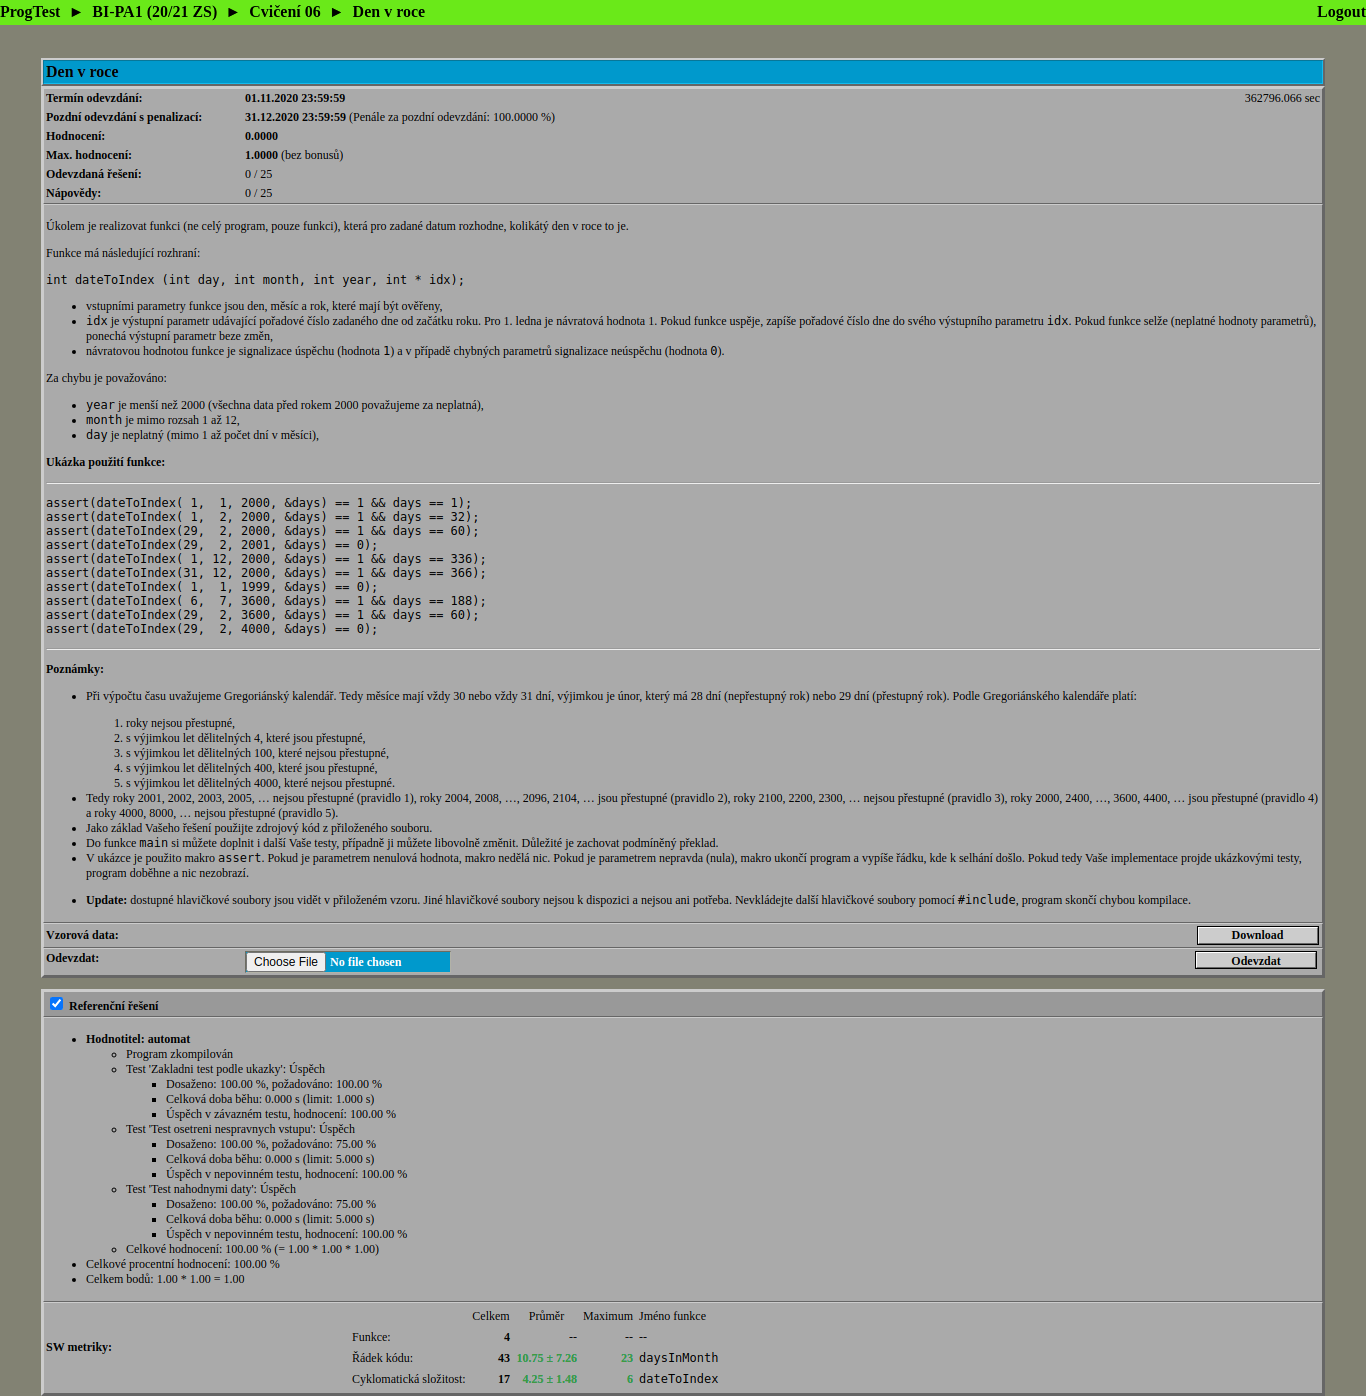 ProgTest ► BI-PA1 (20/21 ZS) ► Cvičení 06 ► Den v roce Logout
Den v roce
Termín odevzdání: 01.11.2020 23:59:59 362796.066 sec
Pozdní odevzdání s penalizací: 31.12.2020 23:59:59 (Penále za pozdní odevzdání: 100.0000 %)
Hodnocení: 0.0000
Max. hodnocení: 1.0000 (bez bonusů)
Odevzdaná řešení: 0 / 25
Nápovědy: 0 / 25
Úkolem je realizovat funkci (ne celý program, pouze funkci), která pro zadané datum rozhodne, kolikátý den v roce to je.
Funkce má následující rozhraní:
int dateToIndex (int day, int month, int year, int * idx);
• vstupními parametry funkce jsou den, měsíc a rok, které mají být ověřeny,
• idx je výstupní parametr udávající pořadové číslo zadaného dne od začátku roku. Pro 1. ledna je návratová hodnota 1. Pokud funkce uspěje, zapíše pořadové číslo dne do svého výstupního parametru idx. Pokud funkce selže (neplatné hodnoty parametrů),
ponechá výstupní parametr beze změn,
• návratovou hodnotou funkce je signalizace úspěchu (hodnota 1) a v případě chybných parametrů signalizace neúspěchu (hodnota 0).
Za chybu je považováno:
• year je menší než 2000 (všechna data před rokem 2000 považujeme za neplatná),
• month je mimo rozsah 1 až 12,
• day je neplatný (mimo 1 až počet dní v měsíci),
Ukázka použití funkce:
assert(dateToIndex( 1,  1, 2000, &days) == 1 && days == 1);
assert(dateToIndex( 1,  2, 2000, &days) == 1 && days == 32);
assert(dateToIndex(29,  2, 2000, &days) == 1 && days == 60);
assert(dateToIndex(29,  2, 2001, &days) == 0);
assert(dateToIndex( 1, 12, 2000, &days) == 1 && days == 336);
assert(dateToIndex(31, 12, 2000, &days) == 1 && days == 366);
assert(dateToIndex( 1,  1, 1999, &days) == 0);
assert(dateToIndex( 6,  7, 3600, &days) == 1 && days == 188);
assert(dateToIndex(29,  2, 3600, &days) == 1 && days == 60);
assert(dateToIndex(29,  2, 4000, &days) == 0);
Poznámky:
• Při výpočtu času uvažujeme Gregoriánský kalendář. Tedy měsíce mají vždy 30 nebo vždy 31 dní, výjimkou je únor, který má 28 dní (nepřestupný rok) nebo 29 dní (přestupný rok). Podle Gregoriánského kalendáře platí:
1. roky nejsou přestupné,
2. s výjimkou let dělitelných 4, které jsou přestupné,
3. s výjimkou let dělitelných 100, které nejsou přestupné,
4. s výjimkou let dělitelných 400, které jsou přestupné,
5. s výjimkou let dělitelných 4000, které nejsou přestupné.
• Tedy roky 2001, 2002, 2003, 2005, … nejsou přestupné (pravidlo 1), roky 2004, 2008, …, 2096, 2104, … jsou přestupné (pravidlo 2), roky 2100, 2200, 2300, … nejsou přestupné (pravidlo 3), roky 2000, 2400, …, 3600, 4400, … jsou přestupné (pravidlo 4)
a roky 4000, 8000, … nejsou přestupné (pravidlo 5).
• Jako základ Vašeho řešení použijte zdrojový kód z přiloženého souboru.
• Do funkce main si můžete doplnit i další Vaše testy, případně ji můžete libovolně změnit. Důležité je zachovat podmíněný překlad.
• V ukázce je použito makro assert. Pokud je parametrem nenulová hodnota, makro nedělá nic. Pokud je parametrem nepravda (nula), makro ukončí program a vypíše řádku, kde k selhání došlo. Pokud tedy Vaše implementace projde ukázkovými testy,
program doběhne a nic nezobrazí.
• Update: dostupné hlavičkové soubory jsou vidět v přiloženém vzoru. Jiné hlavičkové soubory nejsou k dispozici a nejsou ani potřeba. Nevkládejte další hlavičkové soubory pomocí #include, program skončí chybou kompilace.
Vzorová data: Download
Odevzdat: Choose File No file chosen Odevzdat
Referenční řešení
• Hodnotitel: automat
◦ Program zkompilován
◦ Test 'Zakladni test podle ukazky': Úspěch
▪ Dosaženo: 100.00 %, požadováno: 100.00 %
▪ Celková doba běhu: 0.000 s (limit: 1.000 s)
▪ Úspěch v závazném testu, hodnocení: 100.00 %
◦ Test 'Test osetreni nespravnych vstupu': Úspěch
▪ Dosaženo: 100.00 %, požadováno: 75.00 %
▪ Celková doba běhu: 0.000 s (limit: 5.000 s)
▪ Úspěch v nepovinném testu, hodnocení: 100.00 %
◦ Test 'Test nahodnymi daty': Úspěch
▪ Dosaženo: 100.00 %, požadováno: 75.00 %
▪ Celková doba běhu: 0.000 s (limit: 5.000 s)
▪ Úspěch v nepovinném testu, hodnocení: 100.00 %
◦ Celkové hodnocení: 100.00 % (= 1.00 * 1.00 * 1.00)
• Celkové procentní hodnocení: 100.00 %
• Celkem bodů: 1.00 * 1.00 = 1.00
SW metriky:
Celkem Průměr Maximum Jméno funkce
Funkce: 4 -- -- --
Řádek kódu: 43 10.75 ± 7.26 23 daysInMonth
Cyklomatická složitost: 17 4.25 ± 1.48 6 dateToIndex